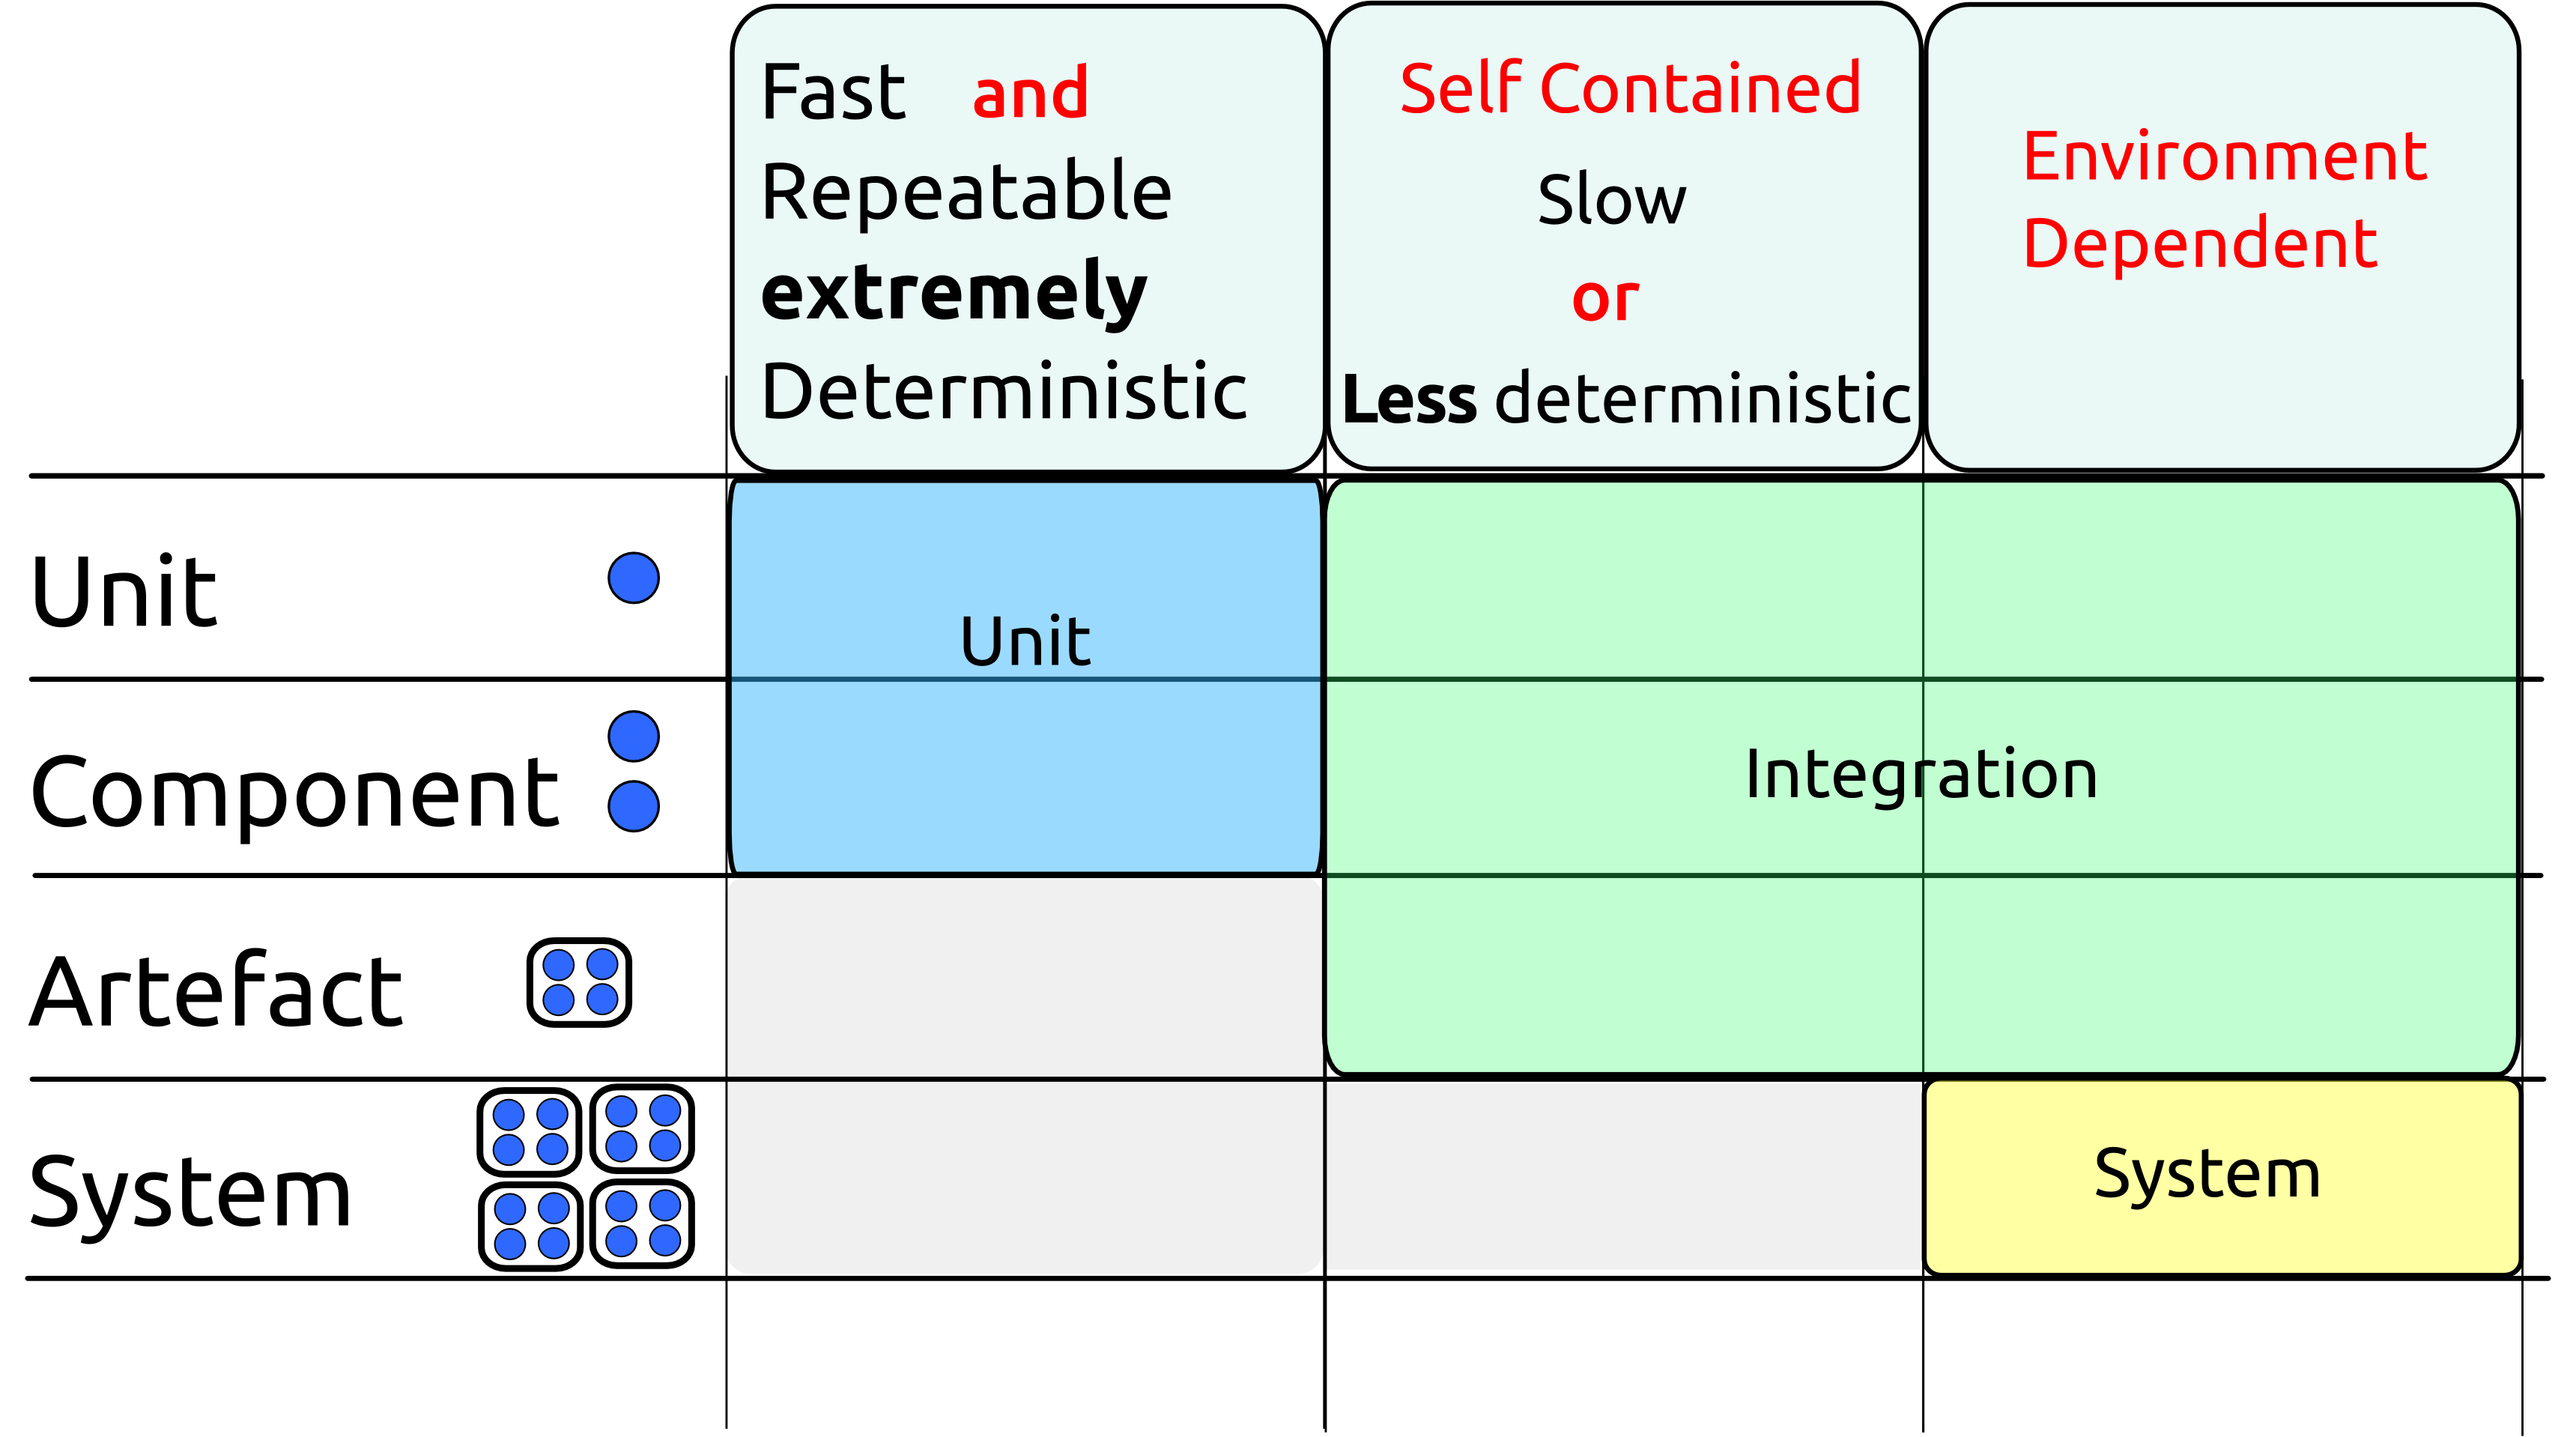 Fast and
Repeatable
extremely
Deterministic
Self Contained
Slow
or
Less deterministic
Environment
Dependent
Unit
Unit
Component
Integration
Artefact
System
System